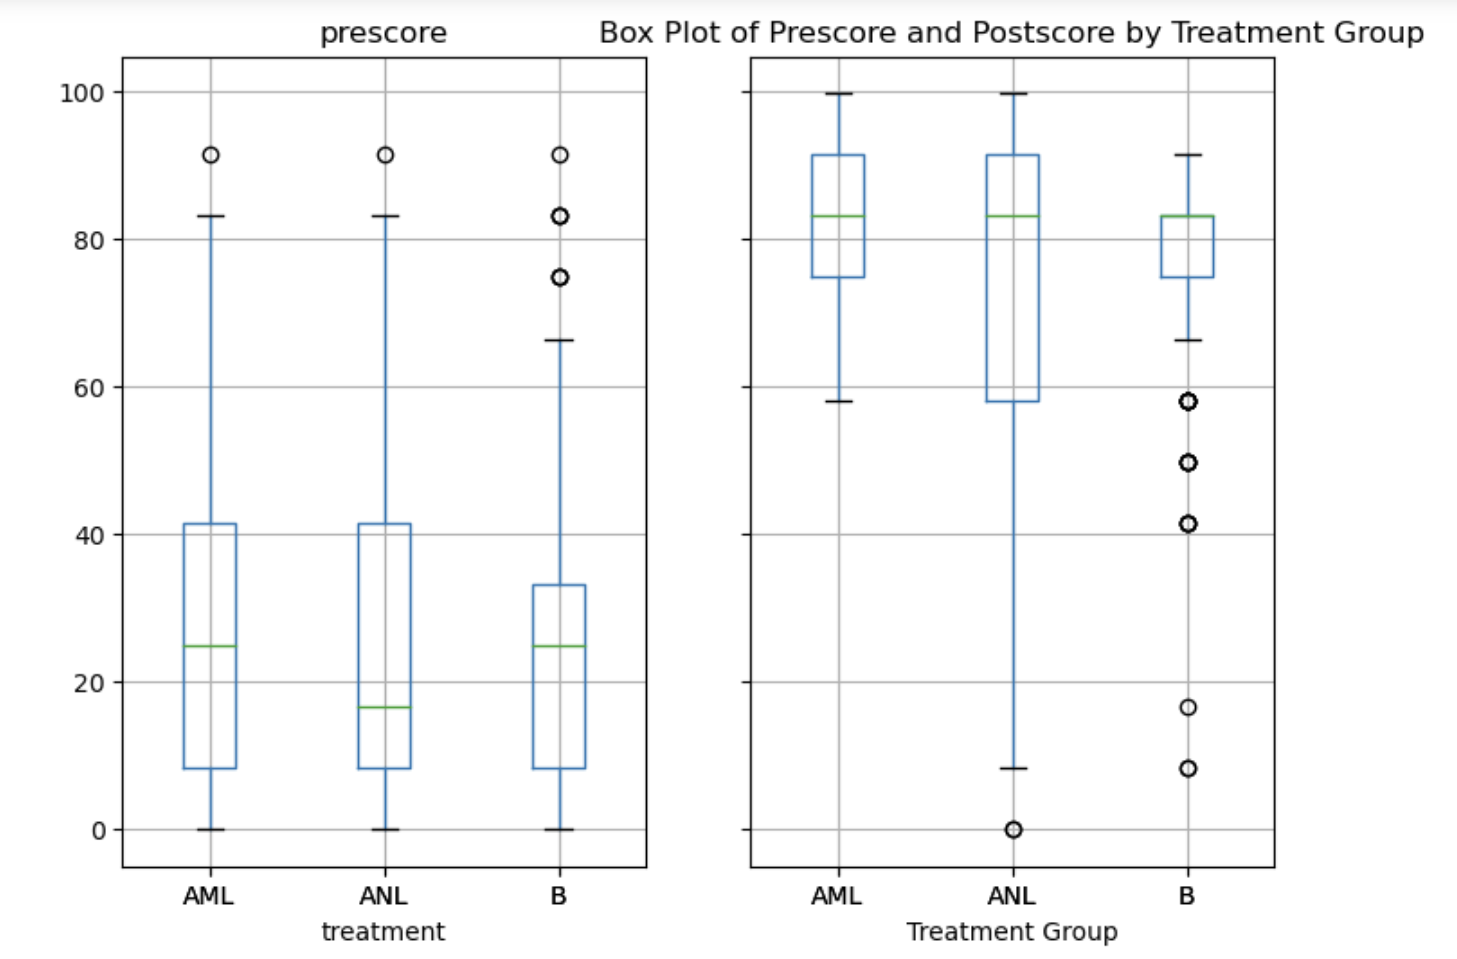 prescore
Box Plot of Prescore and Postscore by Treatment Group
100
80
60
40
20
0
AML ANL B
treatment
AML ANL B
Treatment Group